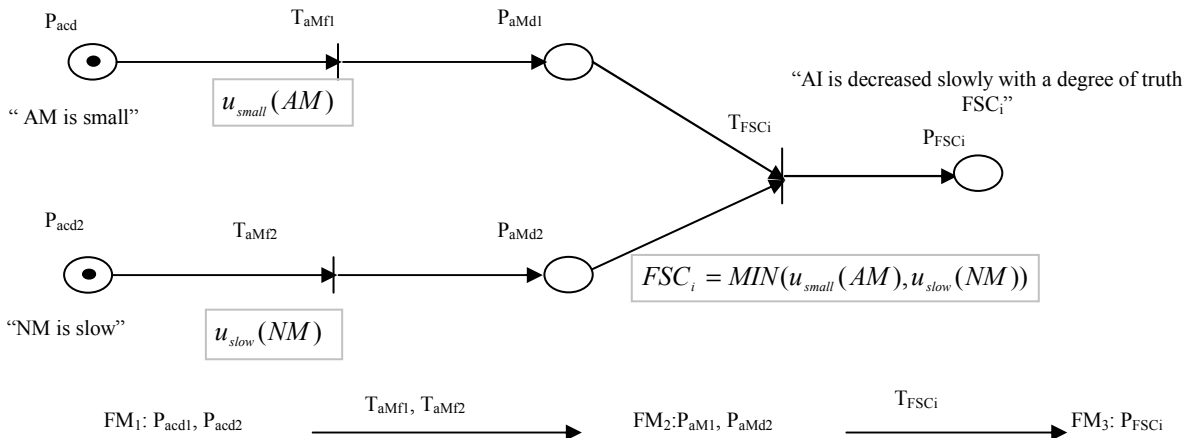 P_acd
T_aMf1
P_aMd1
"AI is decreased slowly with a degree of truth
FSC_i"
u_small(AM)
" AM is small"
T_FSCi
P_FSCi
P_acd2
T_aMf2
P_aMd2
FSC_i = MIN(u_small(AM), u_slow(NM))
"NM is slow"
u_slow(NM)
FM_1: P_acd1, P_acd2
T_aMf1, T_aMf2
FM_2:P_aM1, P_aMd2
T_FSCi
FM_3: P_FSCi